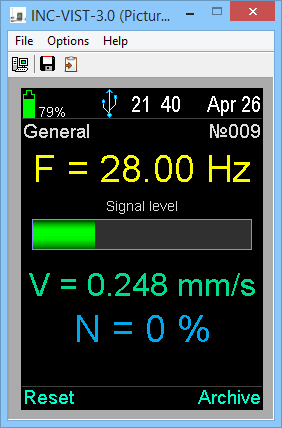 INC-VIST-3.0 (Pictur...
File Options Help
79% 21 40 Apr 26
General №009
F = 28.00 Hz
Signal level
V = 0.248 mm/s
N = 0 %
Reset Archive